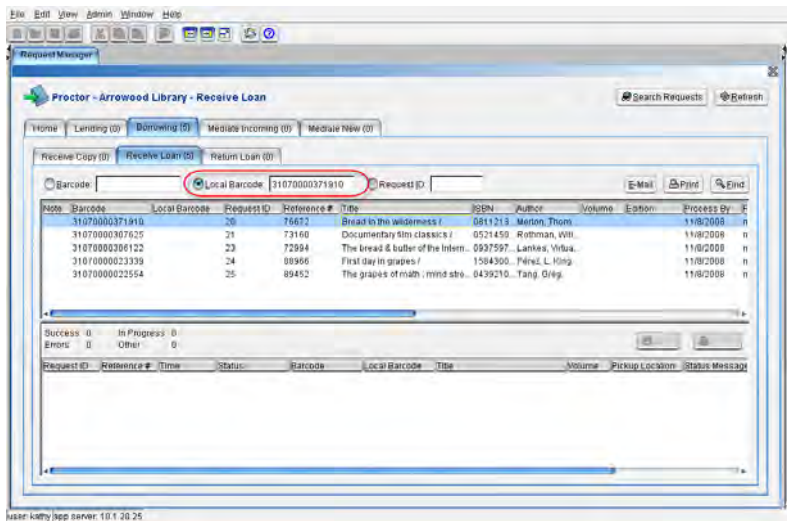 File Edit View Admin Window Help
Request Manager
Proctor - Arrowood Library - Receive Loan
Search Requests Refresh
Home Lending (0) Borrowing (5) Mediate Incoming (0) Mediate New (0)
Receive Copy (0) Receive Loan (5) Return Loan (0)
Barcode: Local Barcode: 31070000371910 Request ID: E-Mail Print Find
Note Barcode Local Barcode Request ID Reference # Title ISBN Author Volume Edition Process By
31070000371910 20 76672 Bread in the wilderness / 0811213... Merton, Thom... 11/8/2008
31070000307625 21 73160 Documentary film classics / 0521456... Rothman, Will... 11/8/2008
31070000306122 23 72994 The bread & butter of the Intern... 0937597... Lankes, Virtua... 11/8/2008
31070000023339 24 88966 First day in grapes / 1584300... Pérez, L. King. 11/8/2008
31070000022554 25 89452 The grapes of math : mind stre... 0439210... Tang, Greg. 11/8/2008
Success 0 In Progress 0
Errors 0 Other 0
Request ID Reference # Time Status Barcode Local Barcode Title Volume Pickup Location Status Message
user: kathy app server: 10.1.20.25